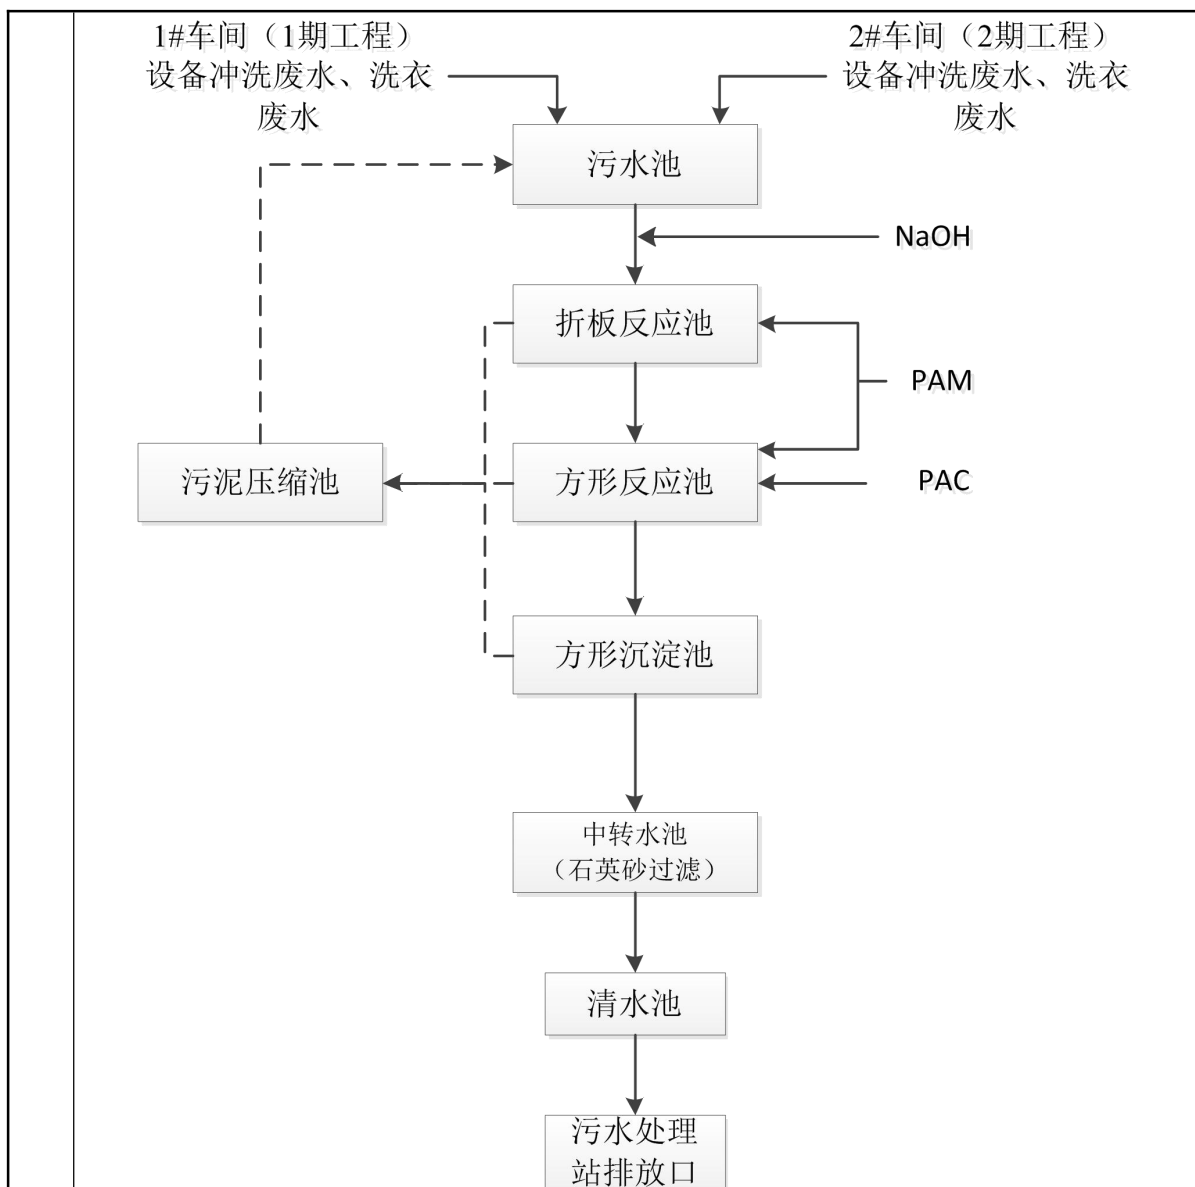 1#车间（1期工程）
设备冲洗废水、洗衣
废水
2#车间（2期工程）
设备冲洗废水、洗衣
废水
污水池
NaOH
折板反应池
PAM
污泥压缩池
方形反应池
PAC
方形沉淀池
中转水池
（石英砂过滤）
清水池
污水处理
站排放口